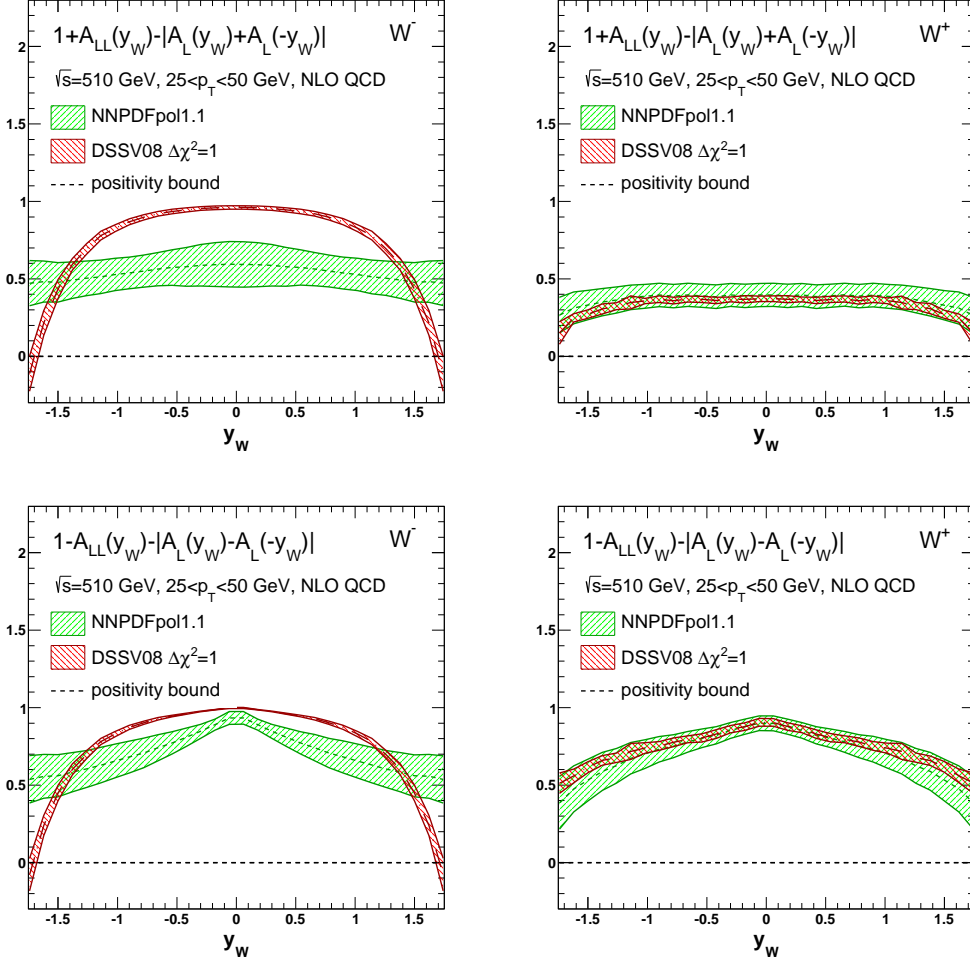 1+A_LL(y_W)-|A_L(y_W)+A_L(-y_W)| W^-
√s=510 GeV, 25<p_T<50 GeV, NLO QCD
NNPDFpol1.1
DSSV08 Δχ²=1
positivity bound
2
1.5
1
0.5
0
-1.5 -1 -0.5 0 0.5 1 1.5
y_W
1+A_LL(y_W)-|A_L(y_W)+A_L(-y_W)| W^+
√s=510 GeV, 25<p_T<50 GeV, NLO QCD
NNPDFpol1.1
DSSV08 Δχ²=1
positivity bound
2
1.5
1
0.5
0
-1.5 -1 -0.5 0 0.5 1 1.5
y_W
1-A_LL(y_W)-|A_L(y_W)-A_L(-y_W)| W^-
√s=510 GeV, 25<p_T<50 GeV, NLO QCD
NNPDFpol1.1
DSSV08 Δχ²=1
positivity bound
2
1.5
1
0.5
0
-1.5 -1 -0.5 0 0.5 1 1.5
y_W
1-A_LL(y_W)-|A_L(y_W)-A_L(-y_W)| W^+
√s=510 GeV, 25<p_T<50 GeV, NLO QCD
NNPDFpol1.1
DSSV08 Δχ²=1
positivity bound
2
1.5
1
0.5
0
-1.5 -1 -0.5 0 0.5 1 1.5
y_W